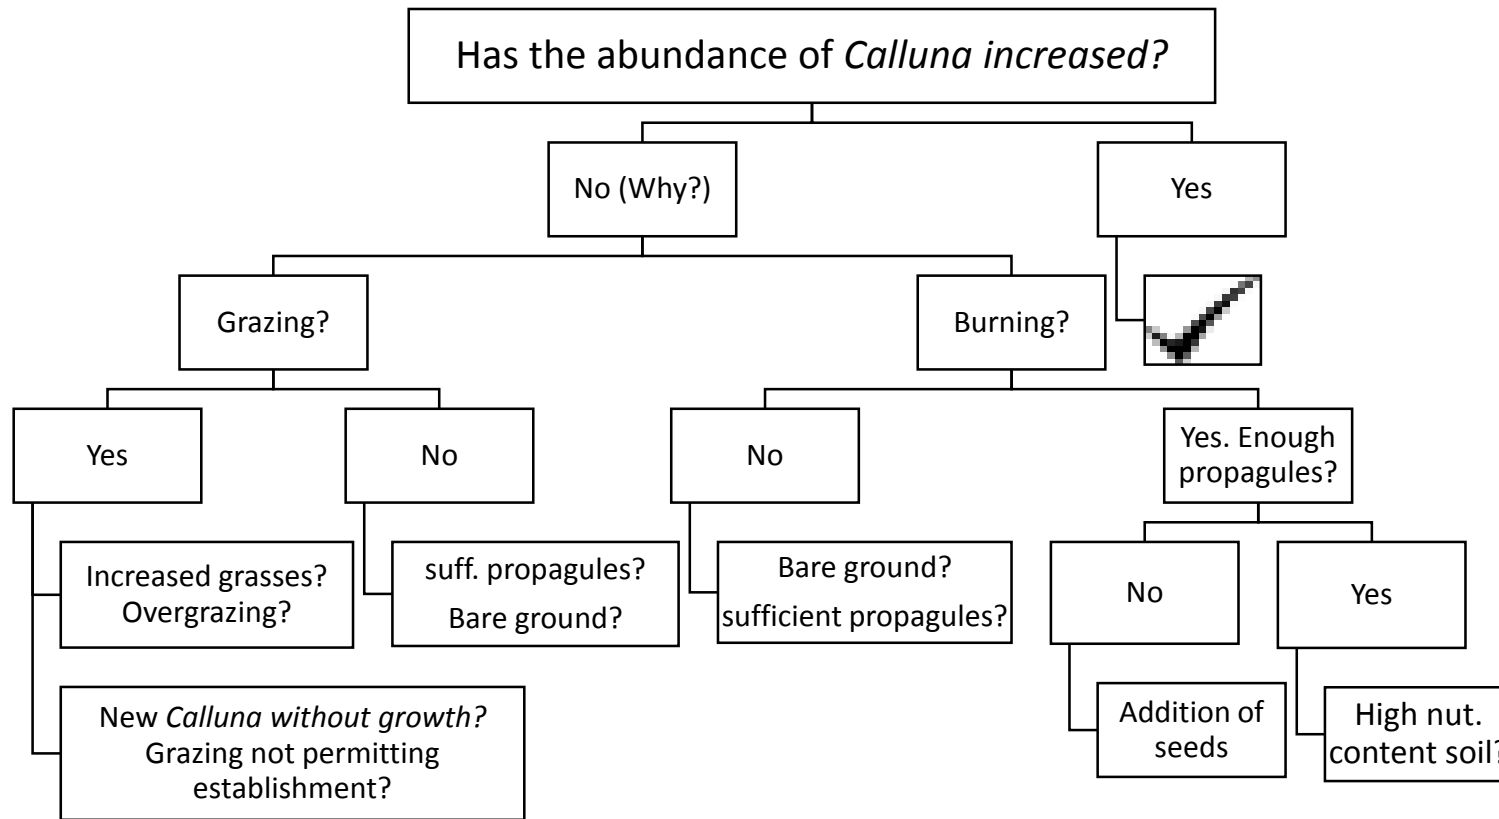 Has the abundance of Calluna increased?
No (Why?)
Yes
Grazing?
Burning?
Yes
No
No
Yes. Enough
propagules?
Increased grasses?
Overgrazing?
suff. propagules?
Bare ground?
Bare ground?
sufficient propagules?
No
Yes
New Calluna without growth?
Grazing not permitting
establishment?
Addition of
seeds
High nut.
content soil?